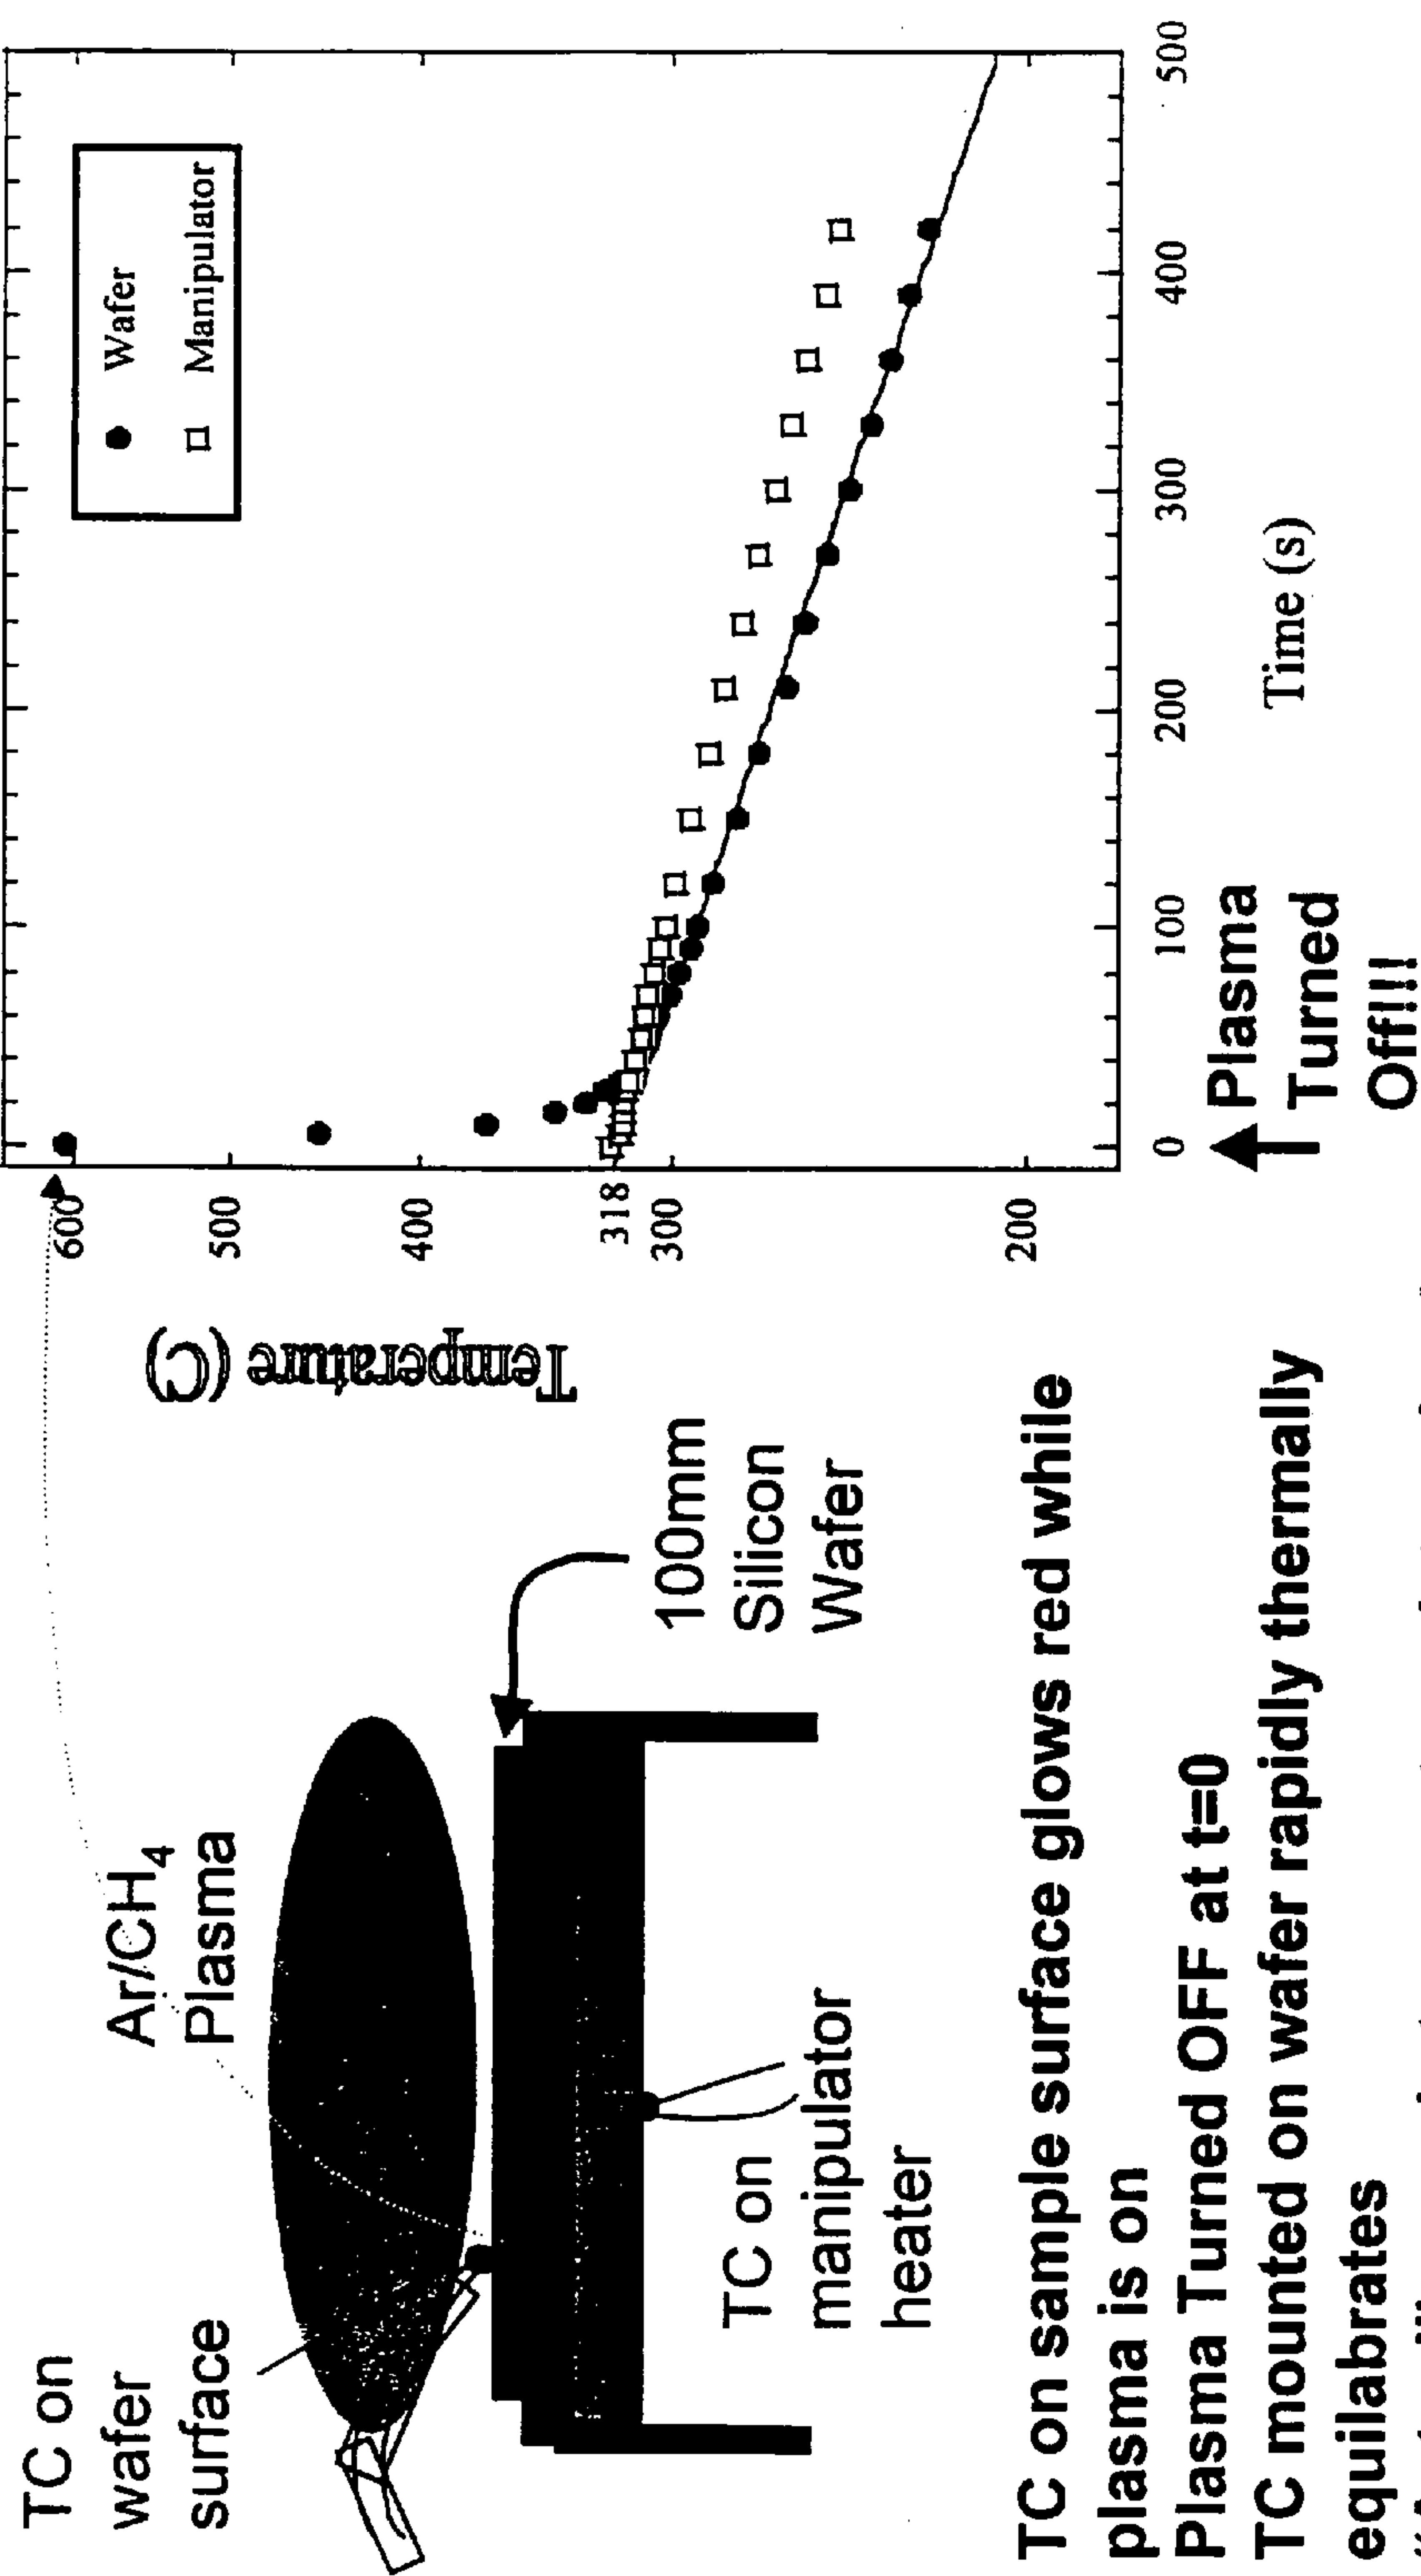 TC on
wafer
surface
Ar/CH4
Plasma
100mm
Silicon
Wafer
TC on
manipulator
heater
Temperature (C)
600
500
400
318
300
200
Wafer
Manipulator
0
100
200
300
400
500
Time (s)
Plasma
Turned
Off!!!
TC on sample surface glows red while
plasma is on
Plasma Turned OFF at t=0
TC mounted on wafer rapidly thermally
equilabrates